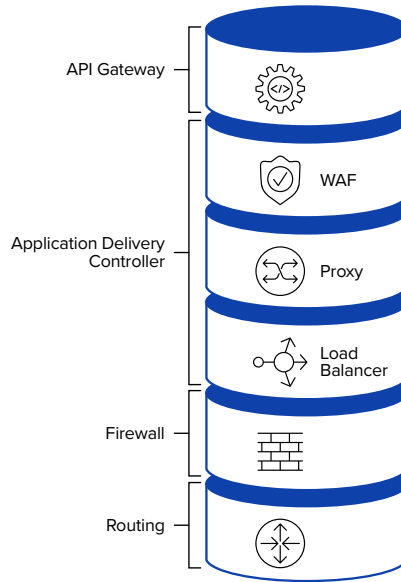 API Gateway
</>
WAF
Application Delivery
Controller
Proxy
Load
Balancer
Firewall
Routing